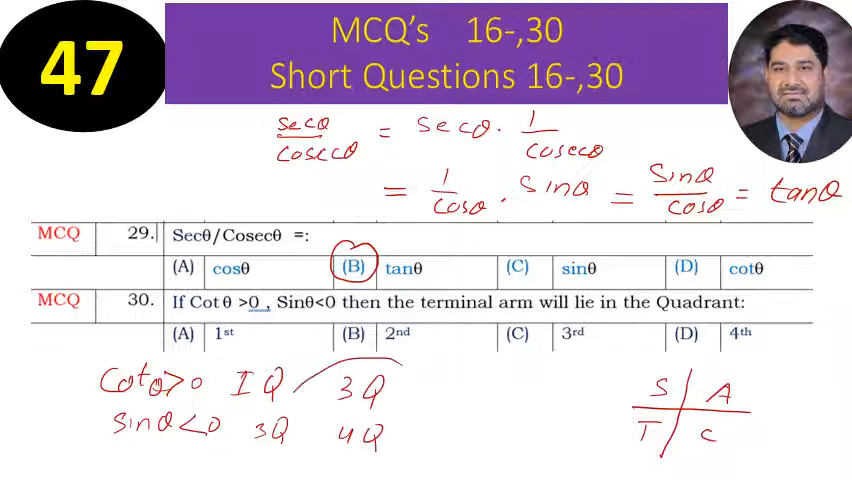 47
MCQ's 16-,30
Short Questions 16-,30
secθ/cosecθ = secθ · 1/cosecθ
= 1/cosθ · sinθ = sinθ/cosθ = tanθ
MCQ 29. Secθ/Cosecθ =:
(A) cosθ (B) tanθ (C) sinθ (D) cotθ
MCQ 30. If Cotθ >0 , Sinθ<0 then the terminal arm will lie in the Quadrant:
(A) 1st (B) 2nd (C) 3rd (D) 4th
cotθ>0 1Q 3Q
sinθ<0 3Q 4Q
S A
T C